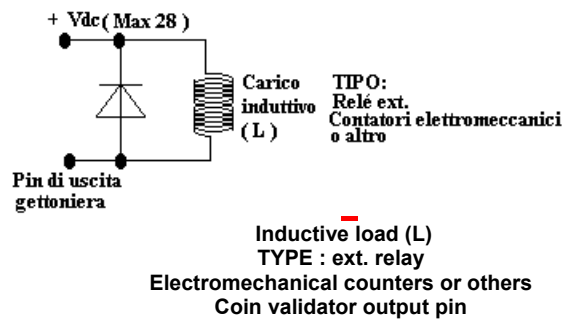 + Vdc ( Max 28 )
Carico
induttivo
( L )
TIPO:
Relé ext.
Contatori elettromeccanici
o altro
Pin di uscita
gettoniera
Inductive load (L)
TYPE : ext. relay
Electromechanical counters or others
Coin validator output pin